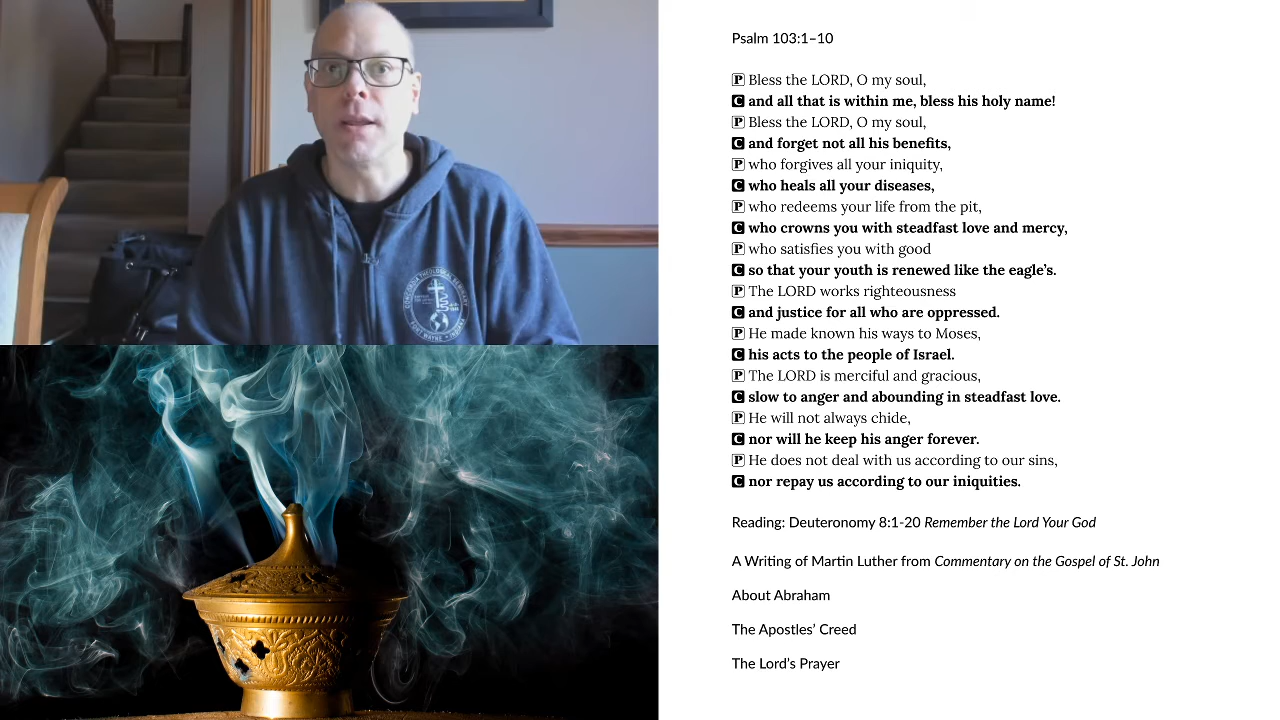 CONCORDIA THEOLOGICAL SEMINARY
FORT WAYNE INDIANA
Psalm 103:1–10
P Bless the LORD, O my soul,
C and all that is within me, bless his holy name!
P Bless the LORD, O my soul,
C and forget not all his benefits,
P who forgives all your iniquity,
C who heals all your diseases,
P who redeems your life from the pit,
C who crowns you with steadfast love and mercy,
P who satisfies you with good
C so that your youth is renewed like the eagle’s.
P The LORD works righteousness
C and justice for all who are oppressed.
P He made known his ways to Moses,
C his acts to the people of Israel.
P The LORD is merciful and gracious,
C slow to anger and abounding in steadfast love.
P He will not always chide,
C nor will he keep his anger forever.
P He does not deal with us according to our sins,
C nor repay us according to our iniquities.
Reading: Deuteronomy 8:1-20 Remember the Lord Your God
A Writing of Martin Luther from Commentary on the Gospel of St. John
About Abraham
The Apostles’ Creed
The Lord’s Prayer